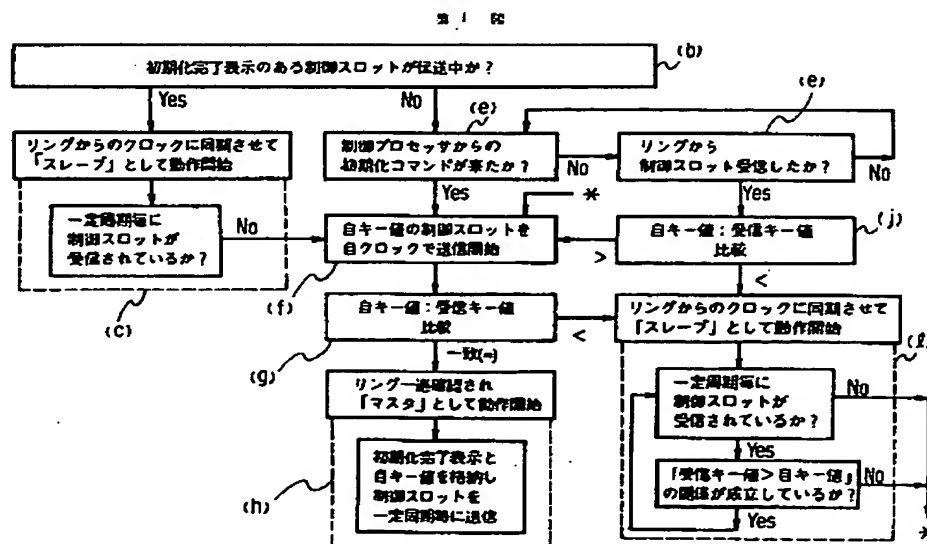 第 1 図
(b)
初期化完了表示のある制御スロットが伝送中か?
Yes
No
(e)
(e)
リングからのクロックに同期させて
「スレーブ」として動作開始
制御プロセッサからの
初期化コマンドが来たか?
No
リングから
制御スロット受信したか?
No
Yes
*
Yes
一定周期毎に
制御スロットが
受信されているか?
No
自キー値の制御スロットを
自クロックで送信開始
>
自キー値:受信キー値
比較
(j)
(c)
(f)
<
自キー値:受信キー値
比較
<
リングからのクロックに同期させて
「スレーブ」として動作開始
(g)
一致(=)
(ℓ)
リング一巡確認され
「マスタ」として動作開始
一定周期毎に
制御スロットが
受信されているか?
No
(h)
初期化完了表示と
自キー値を格納し
制御スロットを
一定周期毎に送信
Yes
「受信キー値>自キー値」
の関係が成立しているか?
No
Yes
*